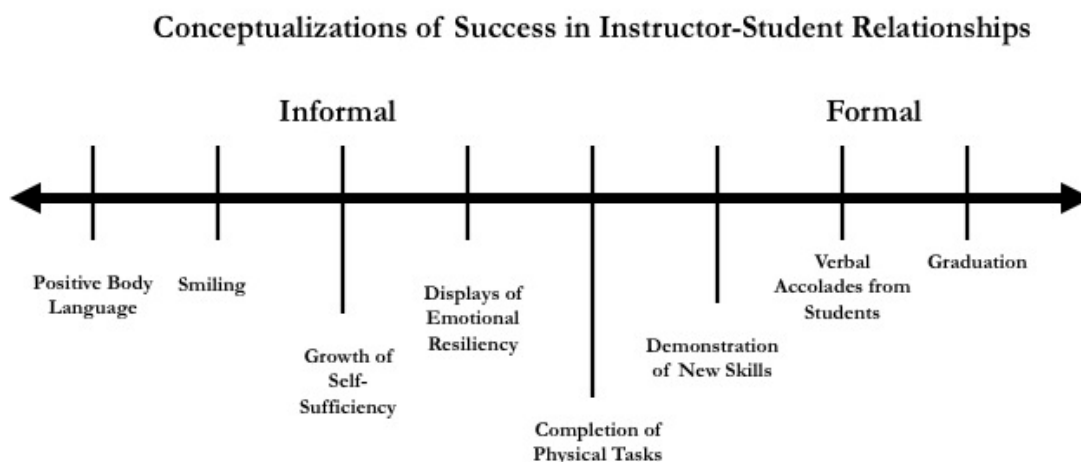 Conceptualizations of Success in Instructor-Student Relationships
Informal
Formal
Positive Body
Language
Smiling
Growth of
Self-
Sufficiency
Displays of
Emotional
Resiliency
Completion of
Physical Tasks
Demonstration
of New Skills
Verbal
Accolades from
Students
Graduation